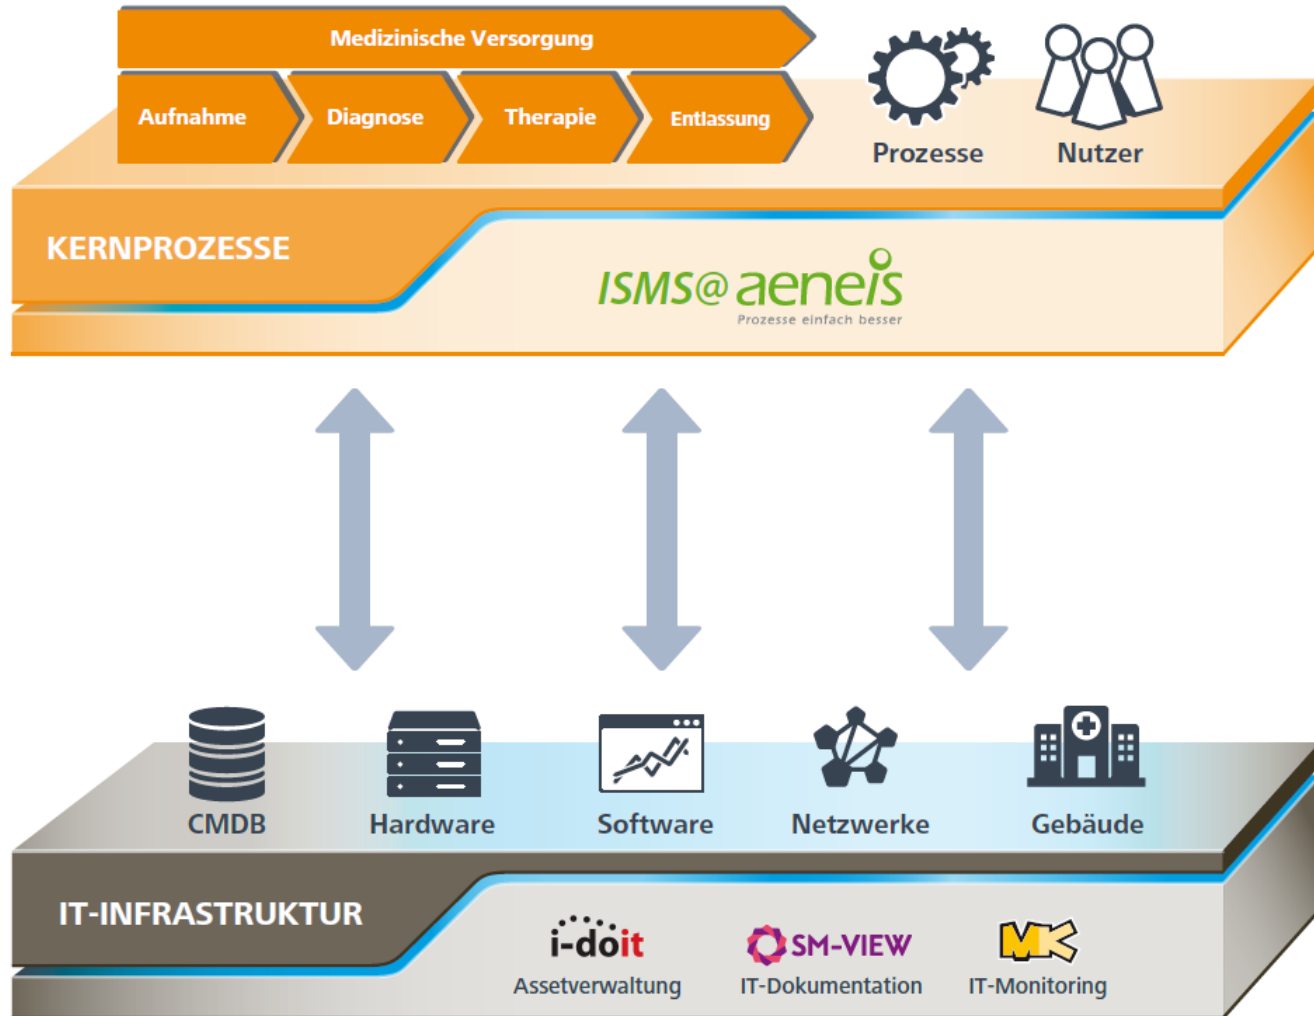 Medizinische Versorgung
Aufnahme
Diagnose
Therapie
Entlassung
Prozesse
Nutzer
KERNPROZESSE
ISMS@aeneis
Prozesse einfach besser
CMDB
Hardware
Software
Netzwerke
Gebäude
IT-INFRASTRUKTUR
i-doit
SM-VIEW
MK
Assetverwaltung
IT-Dokumentation
IT-Monitoring